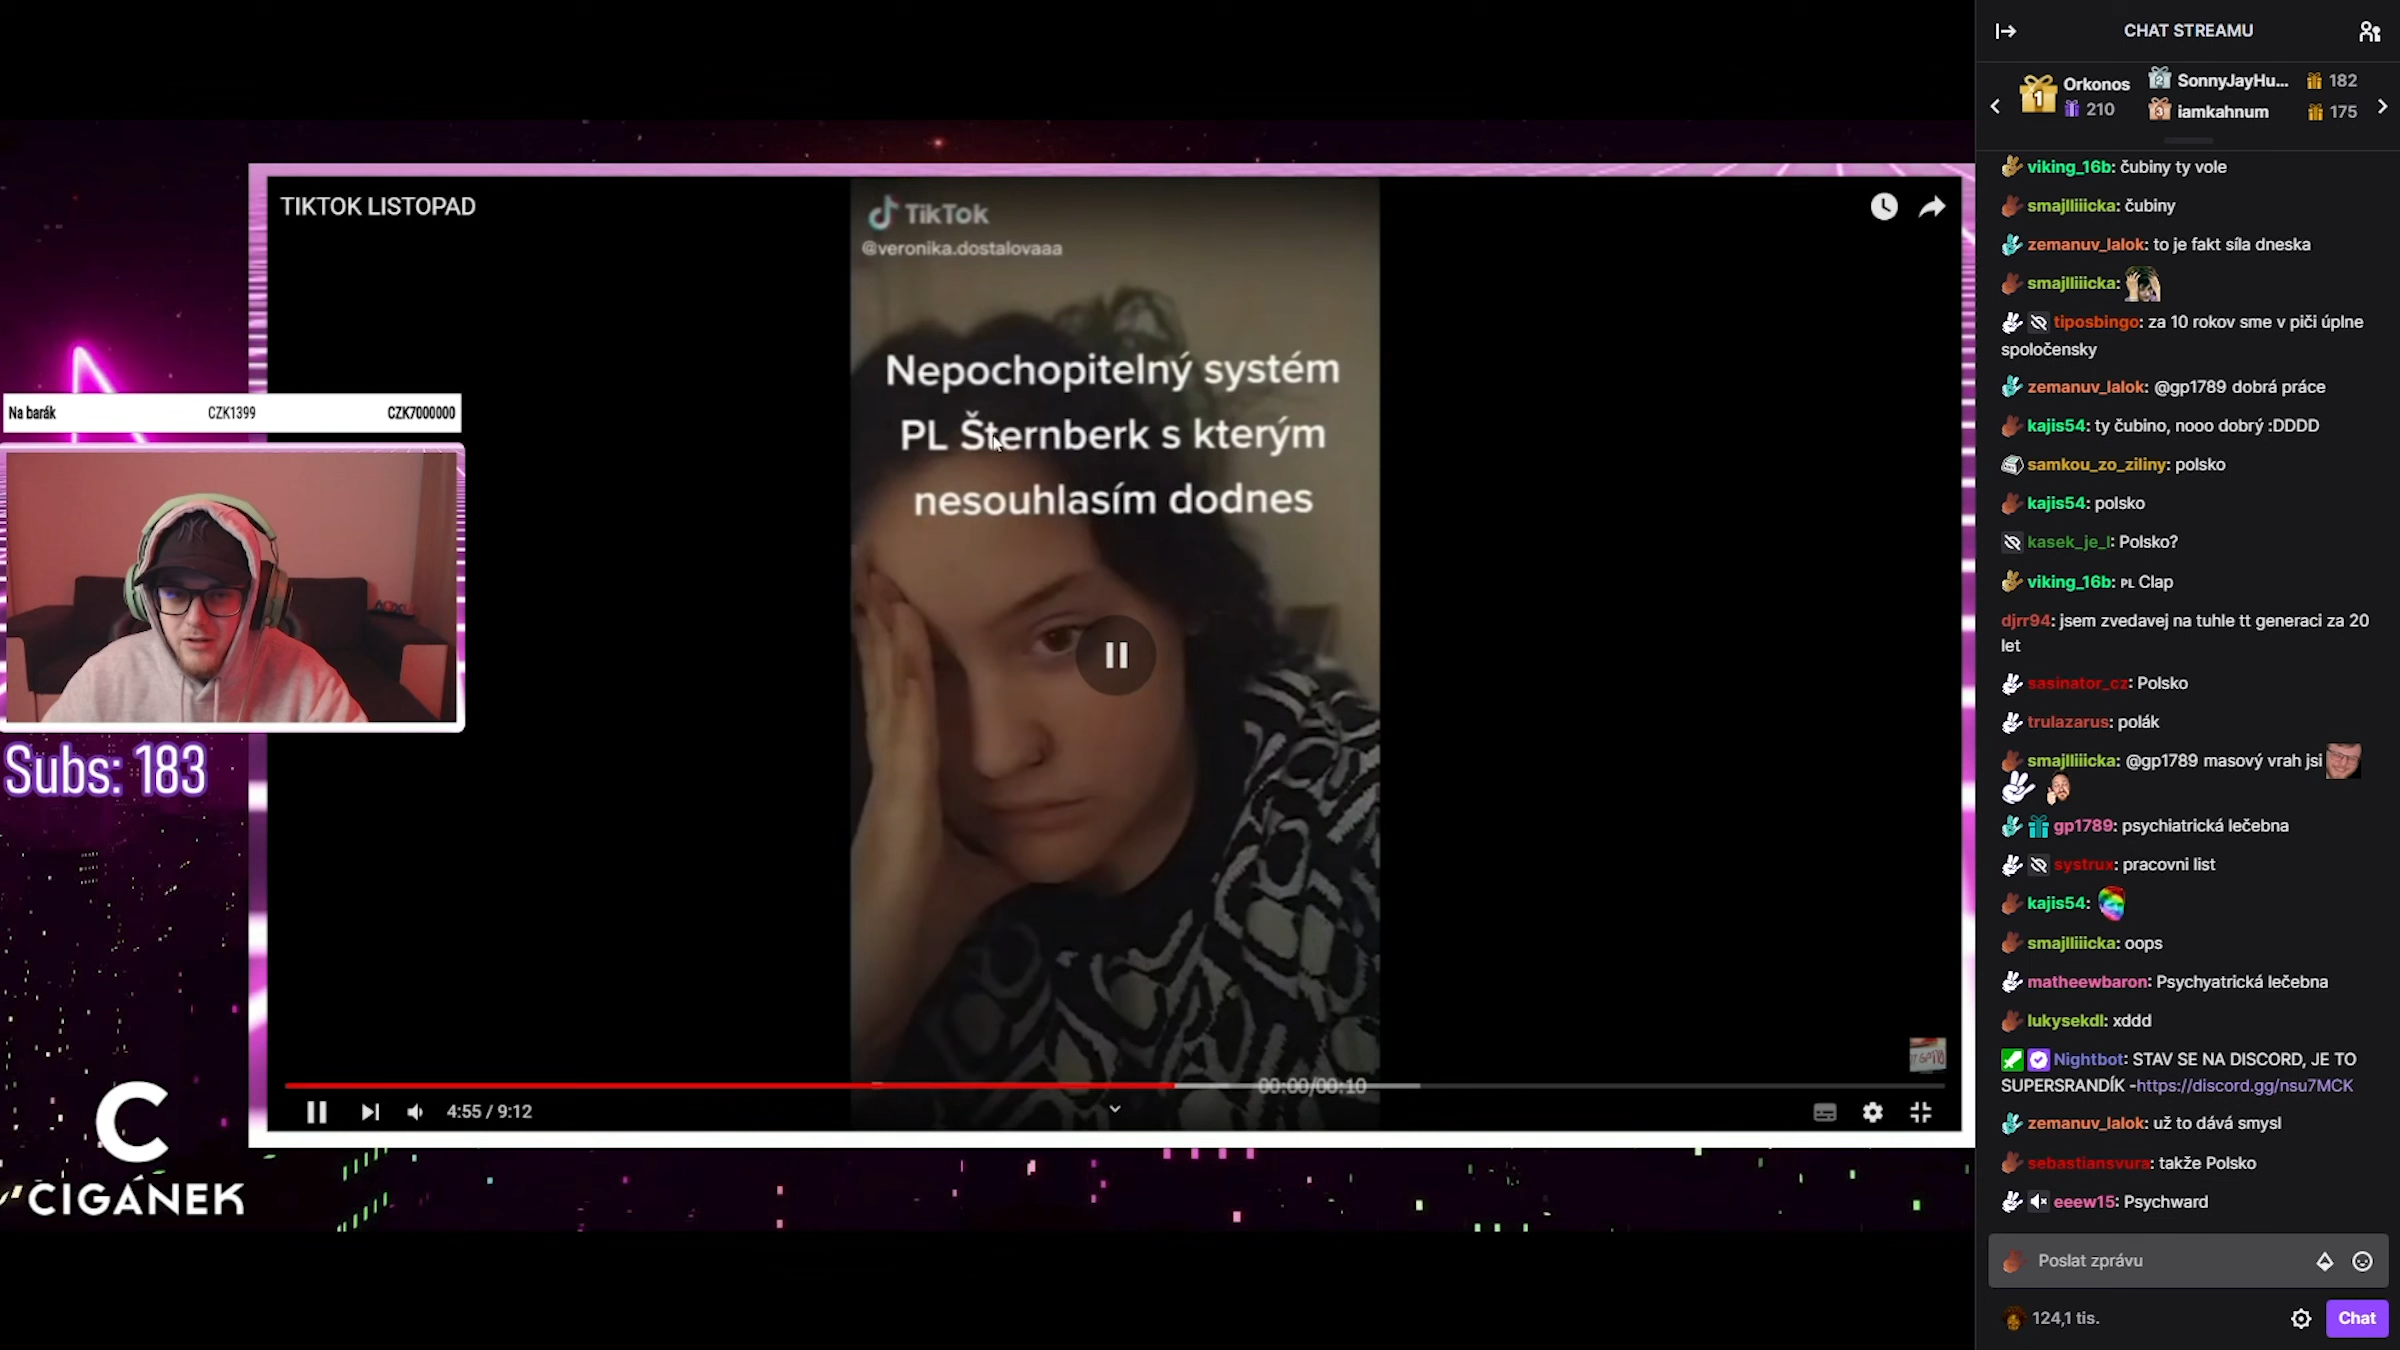 TIKTOK LISTOPAD
TikTok
@veronika.dostalovaaa
Nepochopitelný systém
PL Šternberk s kterým
nesouhlasím dodnes
00:00/00:10
4:55 / 9:12
Na barák CZK1399 CZK7000000
Subs: 183
C
CIGÁNEK
CHAT STREAMU
1 Orkonos 210
2 SonnyJayHu... 182
3 iamkahnum 175
viking_16b: čubiny ty vole
smajlliiicka: čubiny
zemanuv_lalok: to je fakt síla dneska
smajlliiicka:
tiposbingo: za 10 rokov sme v piči úplne
spoločensky
zemanuv_lalok: @gp1789 dobrá práce
kajis54: ty čubino, nooo dobrý :DDDD
samkou_zo_ziliny: polsko
kajis54: polsko
kasek_je_l: Polsko?
viking_16b: PL Clap
djrr94: jsem zvedavej na tuhle tt generaci za 20
let
sasinator_cz: Polsko
trulazarus: polák
smajlliiicka: @gp1789 masový vrah jsi
gp1789: psychiatrická lečebna
systrux: pracovni list
kajis54:
smajlliiicka: oops
matheewbaron: Psychyatrická lečebna
lukysekdl: xddd
Nightbot: STAV SE NA DISCORD, JE TO
SUPERSRANDÍK -https://discord.gg/nsu7MCK
zemanuv_lalok: už to dává smysl
sebastiansvura: takže Polsko
eeew15: Psychward
Poslat zprávu
124,1 tis.
Chat